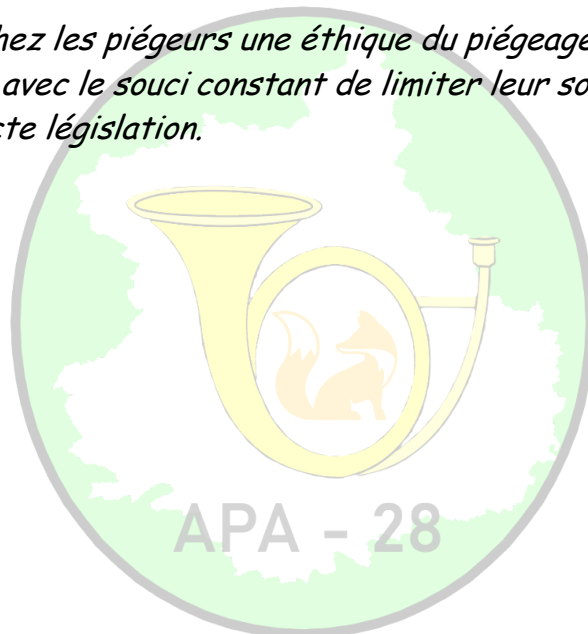 hez les piégeurs une éthique du piégeage
avec le souci constant de limiter leur so
cte législation.
APA - 28